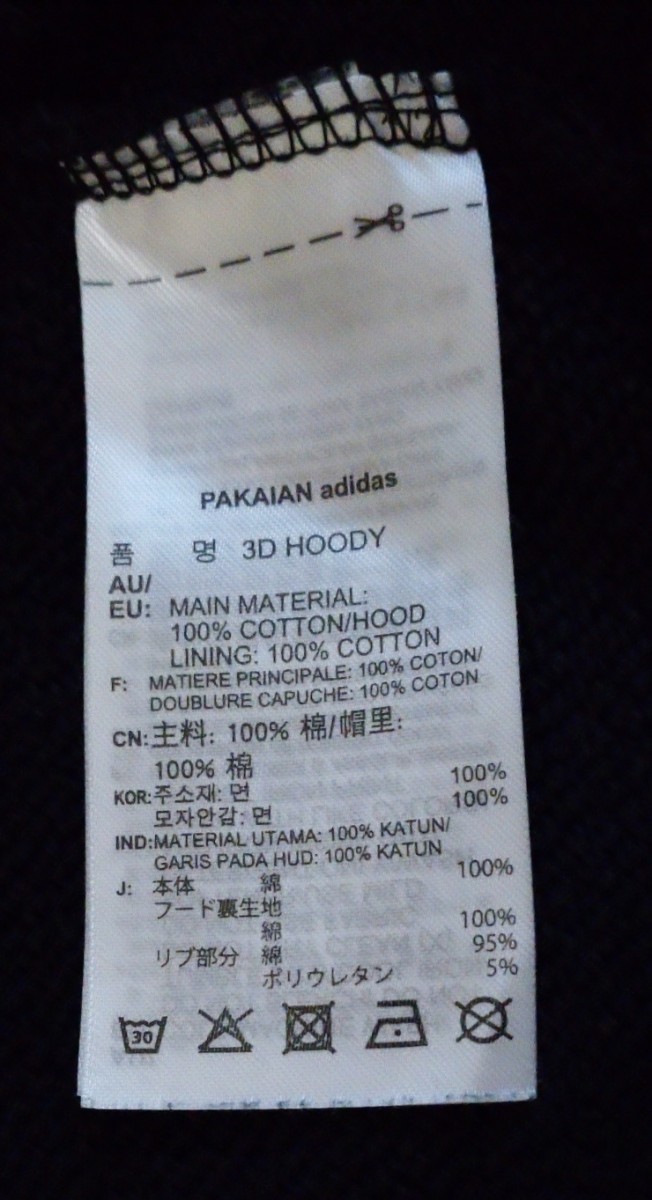 PAKAIAN adidas
품 명 3D HOODY
AU/
EU: MAIN MATERIAL:
100% COTTON/HOOD
LINING: 100% COTTON
F: MATIERE PRINCIPALE: 100% COTON/
DOUBLURE CAPUCHE: 100% COTON
CN:主料: 100% 棉/帽里:
100% 棉
KOR:주소재: 면 100%
모자안감: 면 100%
IND:MATERIAL UTAMA: 100% KATUN/
GARIS PADA HUD: 100% KATUN
J: 本体 綿 100%
フード裏生地
綿 100%
リブ部分 綿 95%
ポリウレタン 5%
30